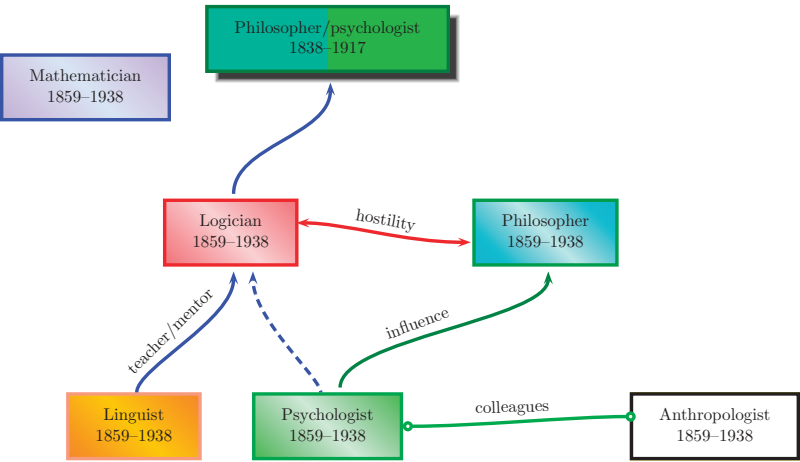 Philosopher/psychologist
1838–1917
Mathematician
1859–1938
Logician
1859–1938
hostility
Philosopher
1859–1938
teacher/mentor
influence
Linguist
1859–1938
Psychologist
1859–1938
colleagues
Anthropologist
1859–1938